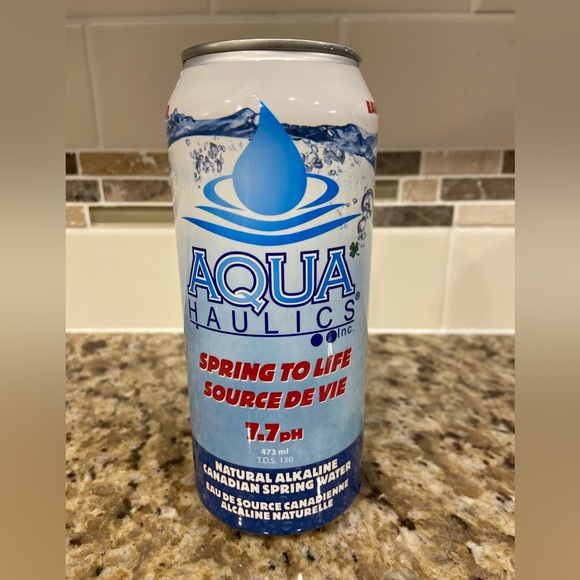 AQUA
HAULICS®
Inc.
SPRING TO LIFE
SOURCE DE VIE
7.7pH
473 ml
T.D.S. 130
NATURAL ALKALINE
CANADIAN SPRING WATER
EAU DE SOURCE CANADIENNE
ALCALINE NATURELLE